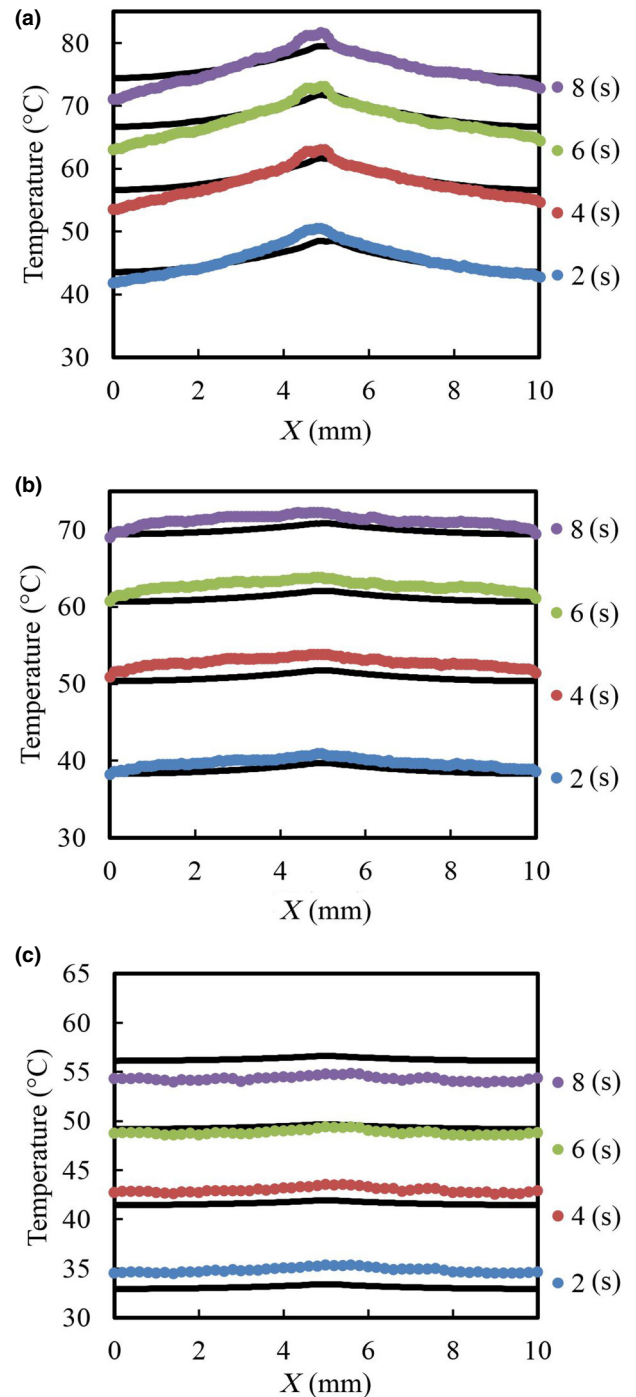 (a)
80
70
60
50
40
30
Temperature (°C)
8 (s)
6 (s)
4 (s)
2 (s)
0 2 4 6 8 10
X (mm)
(b)
70
60
50
40
30
Temperature (°C)
8 (s)
6 (s)
4 (s)
2 (s)
0 2 4 6 8 10
X (mm)
(c)
65
60
55
50
45
40
35
30
Temperature (°C)
8 (s)
6 (s)
4 (s)
2 (s)
0 2 4 6 8 10
X (mm)